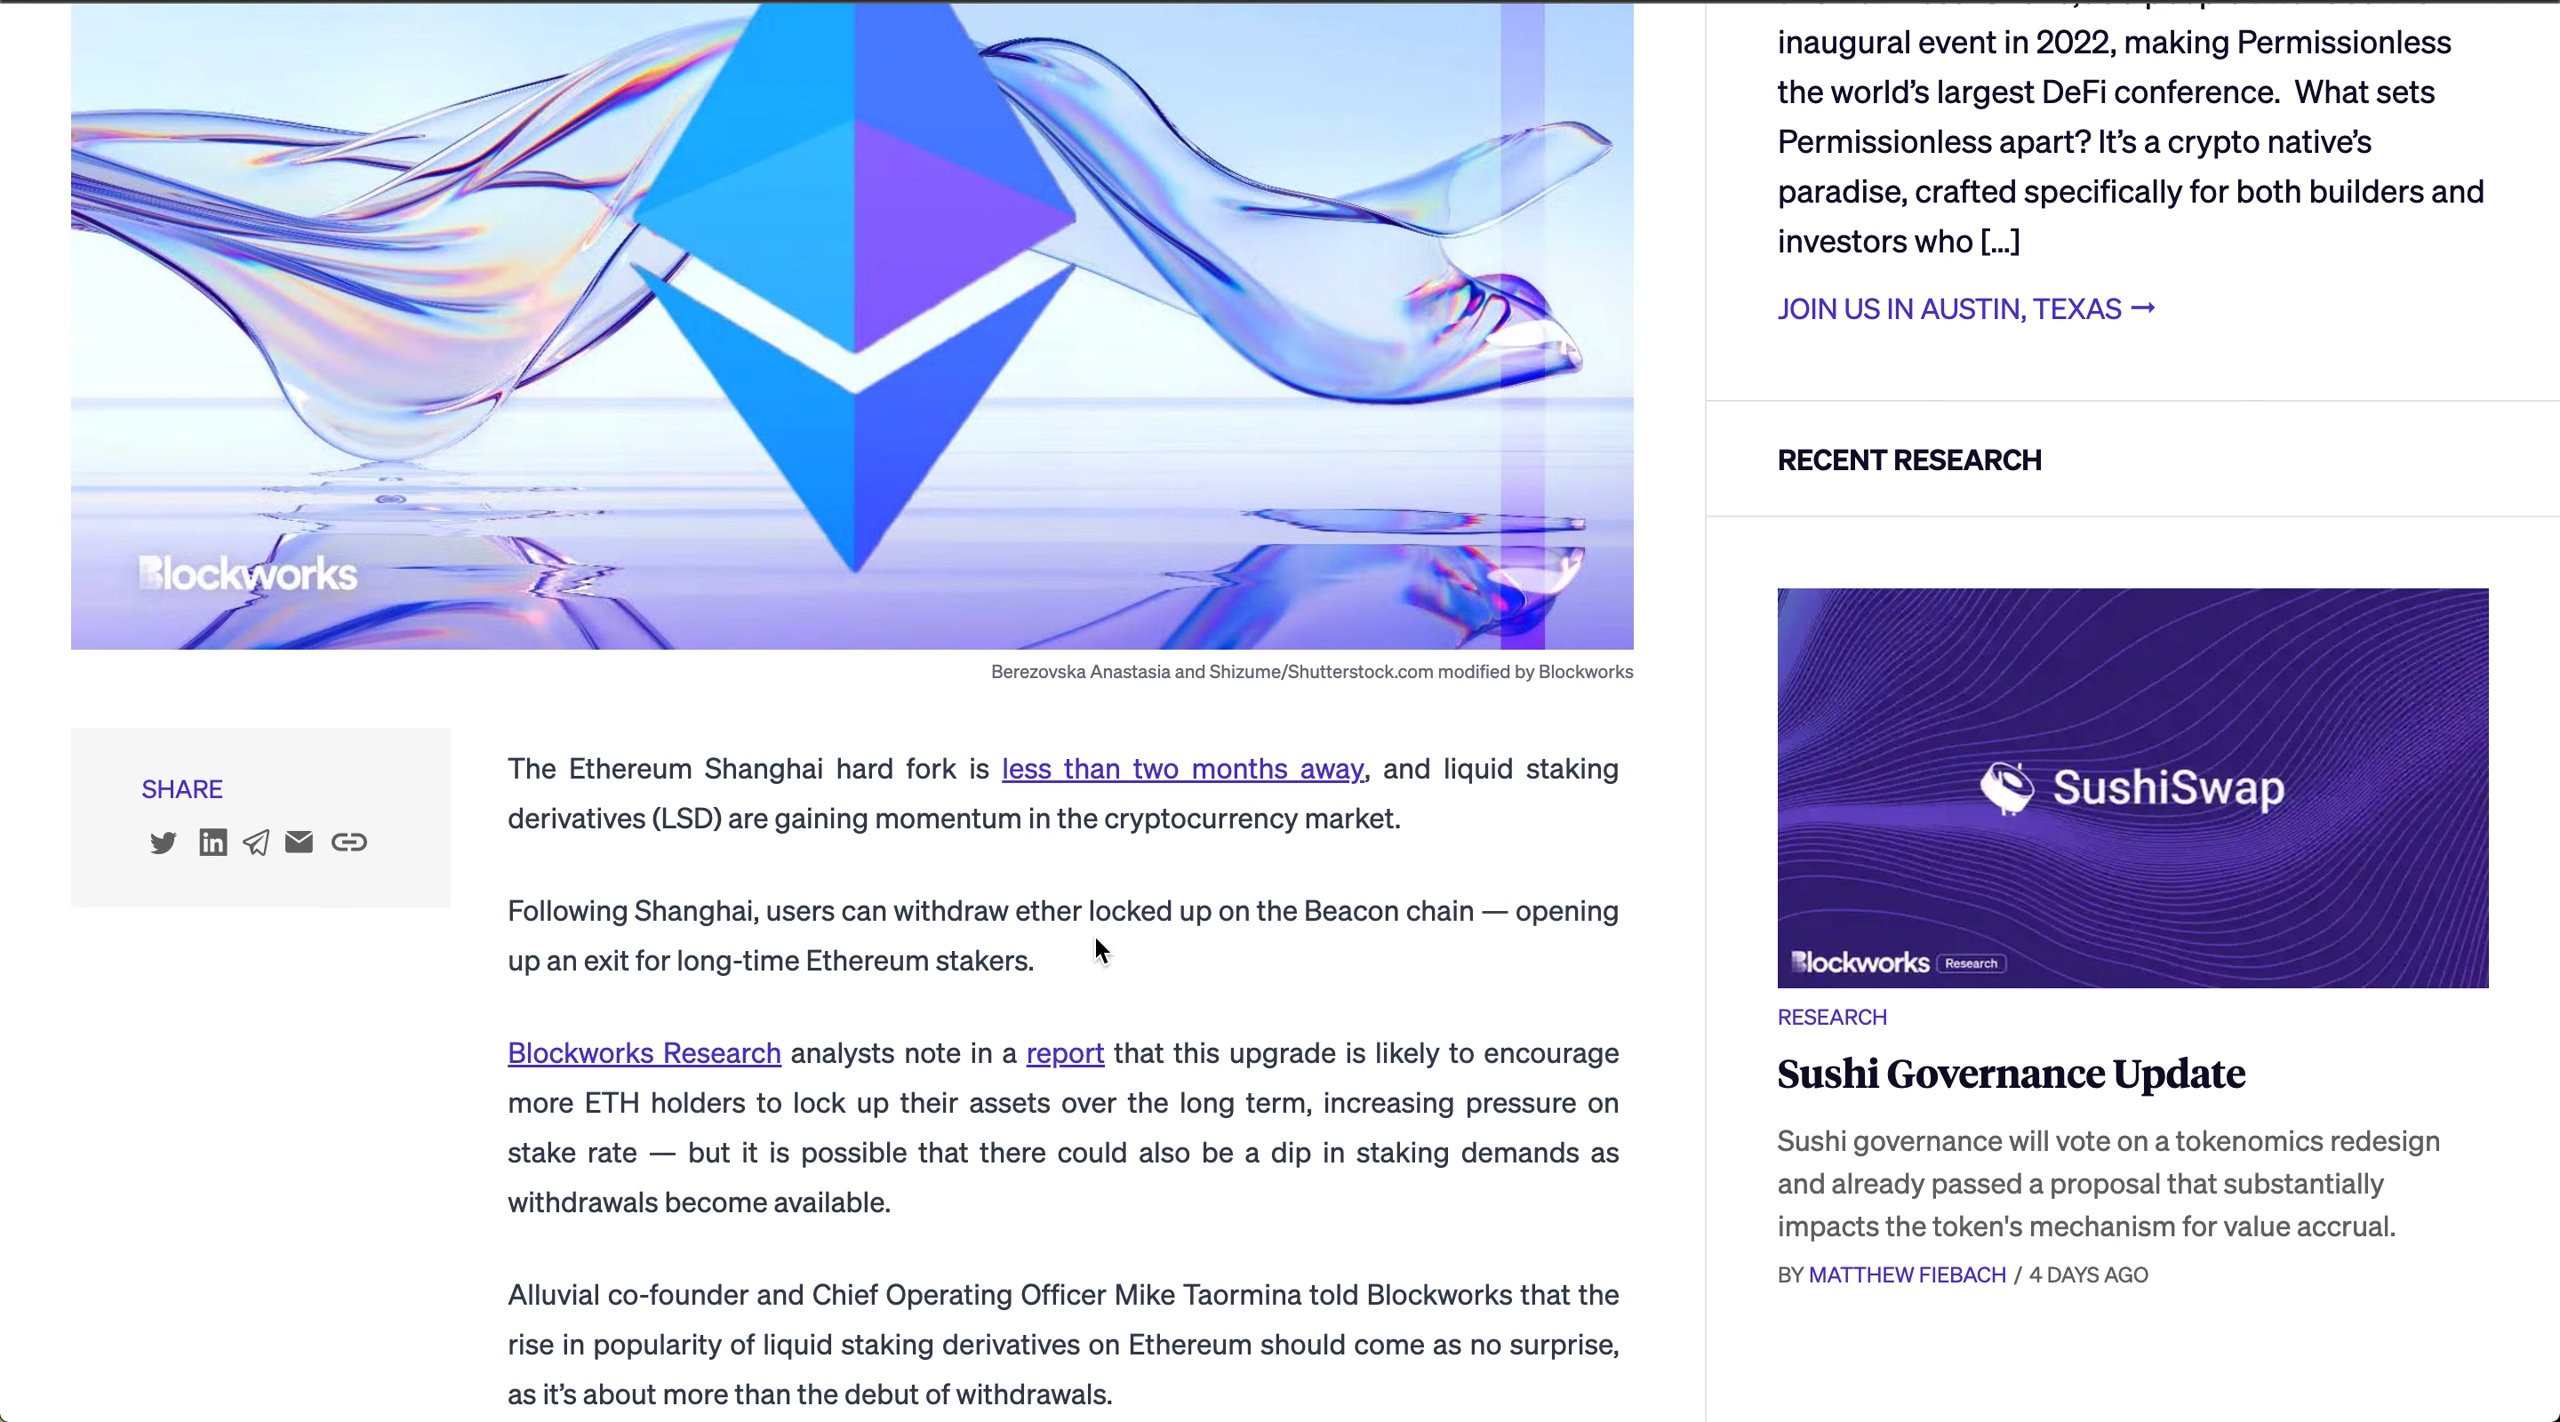 Blockworks
Berezovska Anastasia and Shizume/Shutterstock.com modified by Blockworks
SHARE
The Ethereum Shanghai hard fork is less than two months away, and liquid staking
derivatives (LSD) are gaining momentum in the cryptocurrency market.
Following Shanghai, users can withdraw ether locked up on the Beacon chain — opening
up an exit for long-time Ethereum stakers.
Blockworks Research analysts note in a report that this upgrade is likely to encourage
more ETH holders to lock up their assets over the long term, increasing pressure on
stake rate — but it is possible that there could also be a dip in staking demands as
withdrawals become available.
Alluvial co-founder and Chief Operating Officer Mike Taormina told Blockworks that the
rise in popularity of liquid staking derivatives on Ethereum should come as no surprise,
as it’s about more than the debut of withdrawals.
inaugural event in 2022, making Permissionless
the world’s largest DeFi conference.  What sets
Permissionless apart? It’s a crypto native’s
paradise, crafted specifically for both builders and
investors who [...]
JOIN US IN AUSTIN, TEXAS →
RECENT RESEARCH
SushiSwap
Blockworks Research
RESEARCH
Sushi Governance Update
Sushi governance will vote on a tokenomics redesign
and already passed a proposal that substantially
impacts the token's mechanism for value accrual.
BY MATTHEW FIEBACH / 4 DAYS AGO